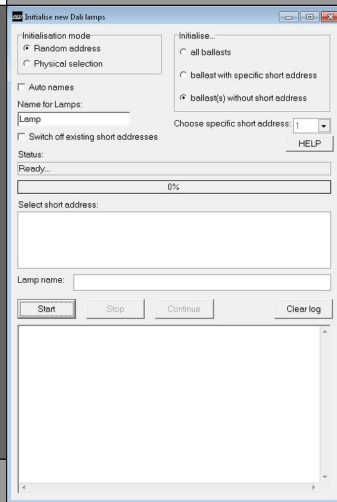 Initialise new Dali lamps
Initialisation mode
Random address
Physical selection
Initialise...
all ballasts
ballast with specific short address
ballast(s) without short address
Auto names
Name for Lamps:
Lamp
Choose specific short address: 1
Switch off existing short addresses
HELP
Status:
Ready...
0%
Select short address:
Lamp name:
Start
Stop
Continue
Clear log